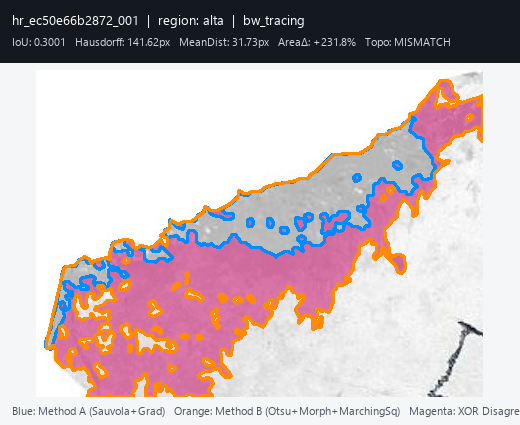 hr_ec50e66b2872_001 | region: alta | bw_tracing
IoU: 0.3001 Hausdorff: 141.62px MeanDist: 31.73px AreaΔ: +231.8% Topo: MISMATCH
Blue: Method A (Sauvola+Grad) Orange: Method B (Otsu+Morph+MarchingSq) Magenta: XOR Disagre